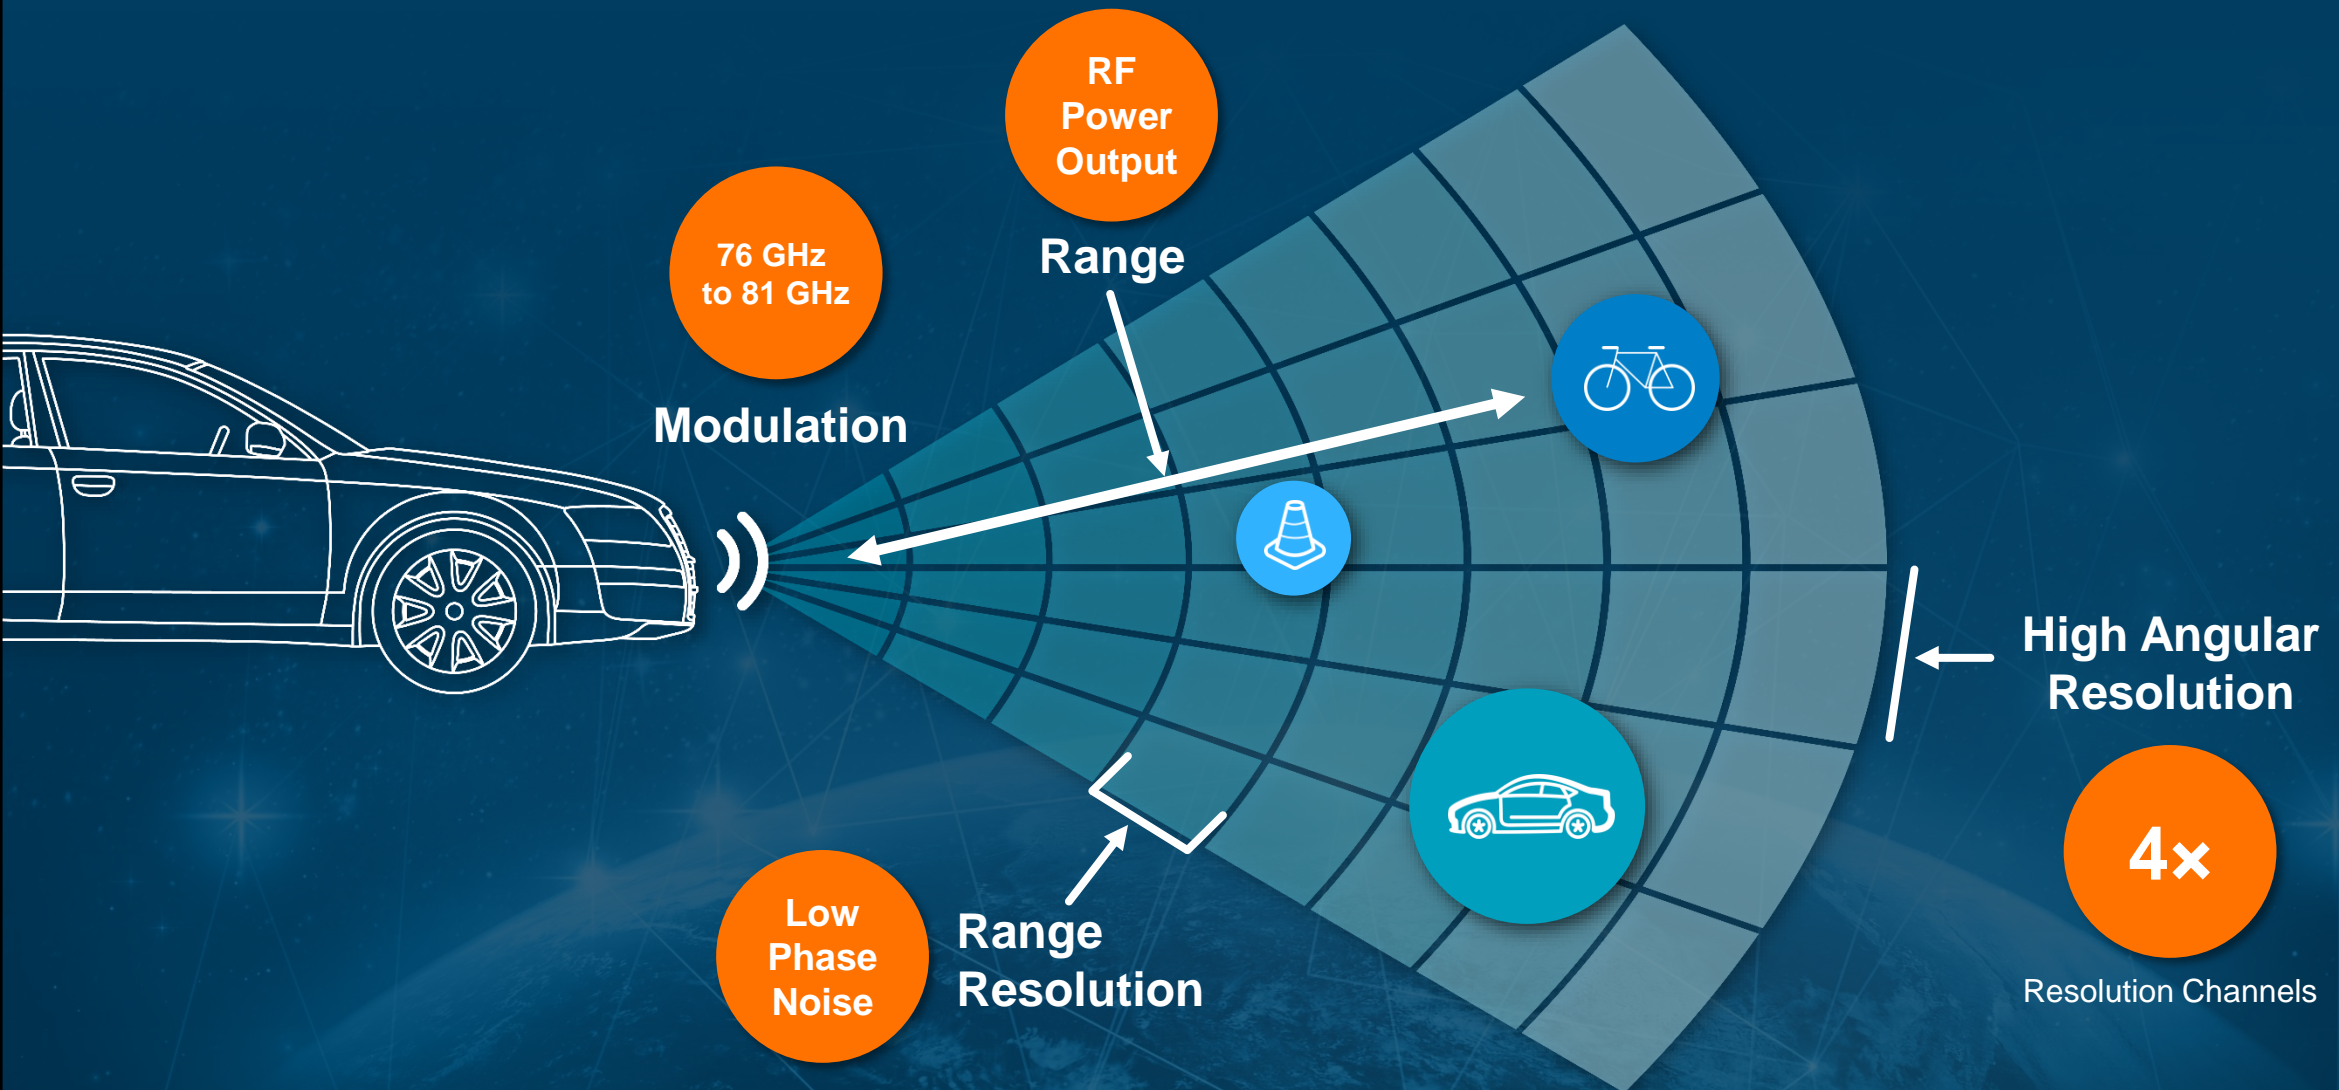 RF
Power
Output
Range
76 GHz
to 81 GHz
Modulation
High Angular
Resolution
4×
Resolution Channels
Low
Phase
Noise
Range
Resolution